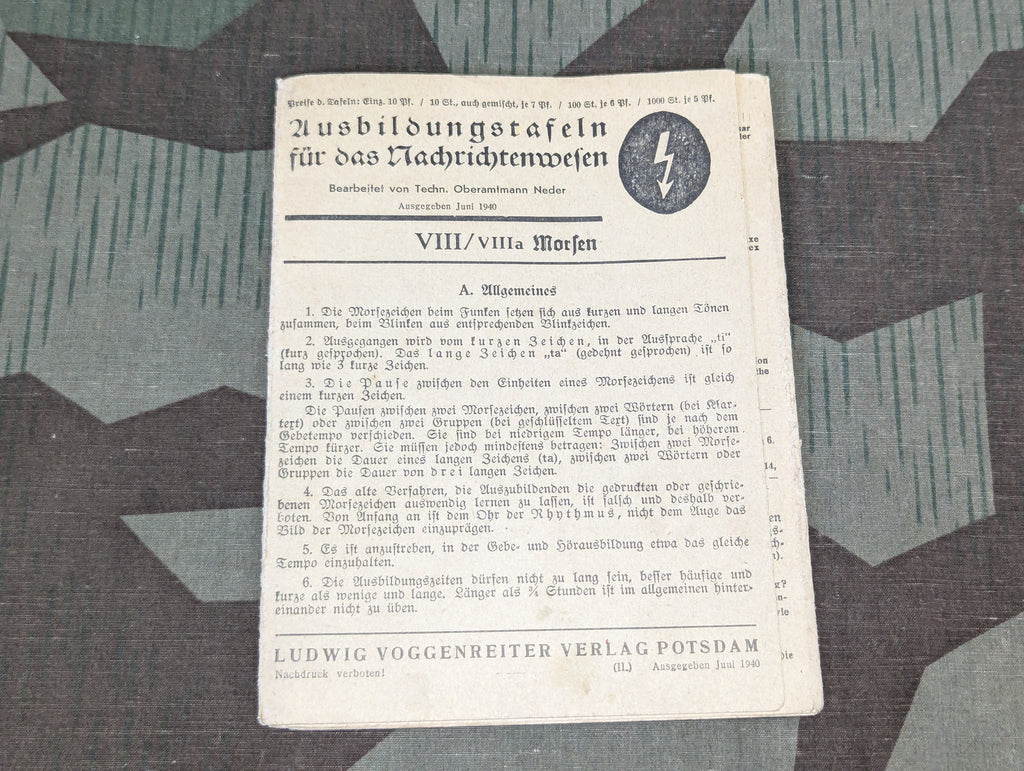 Preise d. Tafeln: Einz. 10 Pf. / 10 St., auch gemischt, je 7 Pf. / 100 St. je 6 Pf. / 1000 St. je 5 Pf.
Ausbildungstafeln
für das Nachrichtenwesen
Bearbeitet von Techn. Oberamtmann Neder
Ausgegeben Juni 1940
VIII/VIIIa Morsen
A. Allgemeines
1. Die Morsezeichen beim Funken setzen sich aus kurzen und langen Tönen
zusammen, beim Blinken aus entsprechenden Blinkzeichen.
2. Ausgegangen wird vom kurzen Zeichen, in der Aussprache „ti"
(kurz gesprochen). Das lange Zeichen „ta" (gedehnt gesprochen) ist so
lang wie 3 kurze Zeichen.
3. Die Pause zwischen den Einheiten eines Morsezeichens ist gleich
einem kurzen Zeichen.
Die Pausen zwischen zwei Morsezeichen, zwischen zwei Wörtern (bei Klar-
text) oder zwischen zwei Gruppen (bei geschlüsseltem Text) sind je nach dem
Gebetempo verschieden. Sie sind bei niedrigem Tempo länger, bei höherem
Tempo kürzer. Sie müssen jedoch mindestens betragen: Zwischen zwei Morse-
zeichen die Dauer eines langen Zeichens (ta), zwischen zwei Wörtern oder
Gruppen die Dauer von drei langen Zeichen.
4. Das alte Verfahren, die Auszubildenden die gedruckten oder geschrie-
benen Morsezeichen auswendig lernen zu lassen, ist falsch und deshalb ver-
boten. Von Anfang an ist dem Ohr der Rhythmus, nicht dem Auge das
Bild der Morsezeichen einzuprägen.
5. Es ist anzustreben, in der Gebe- und Hörausbildung etwa das gleiche
Tempo einzuhalten.
6. Die Ausbildungszeiten dürfen nicht zu lang sein, besser häufige und
kurze als wenige und lange. Länger als ¾ Stunden ist im allgemeinen hinter-
einander nicht zu üben.
LUDWIG VOGGENREITER VERLAG POTSDAM
Nachdruck verboten! (II.) Ausgegeben Juni 1940